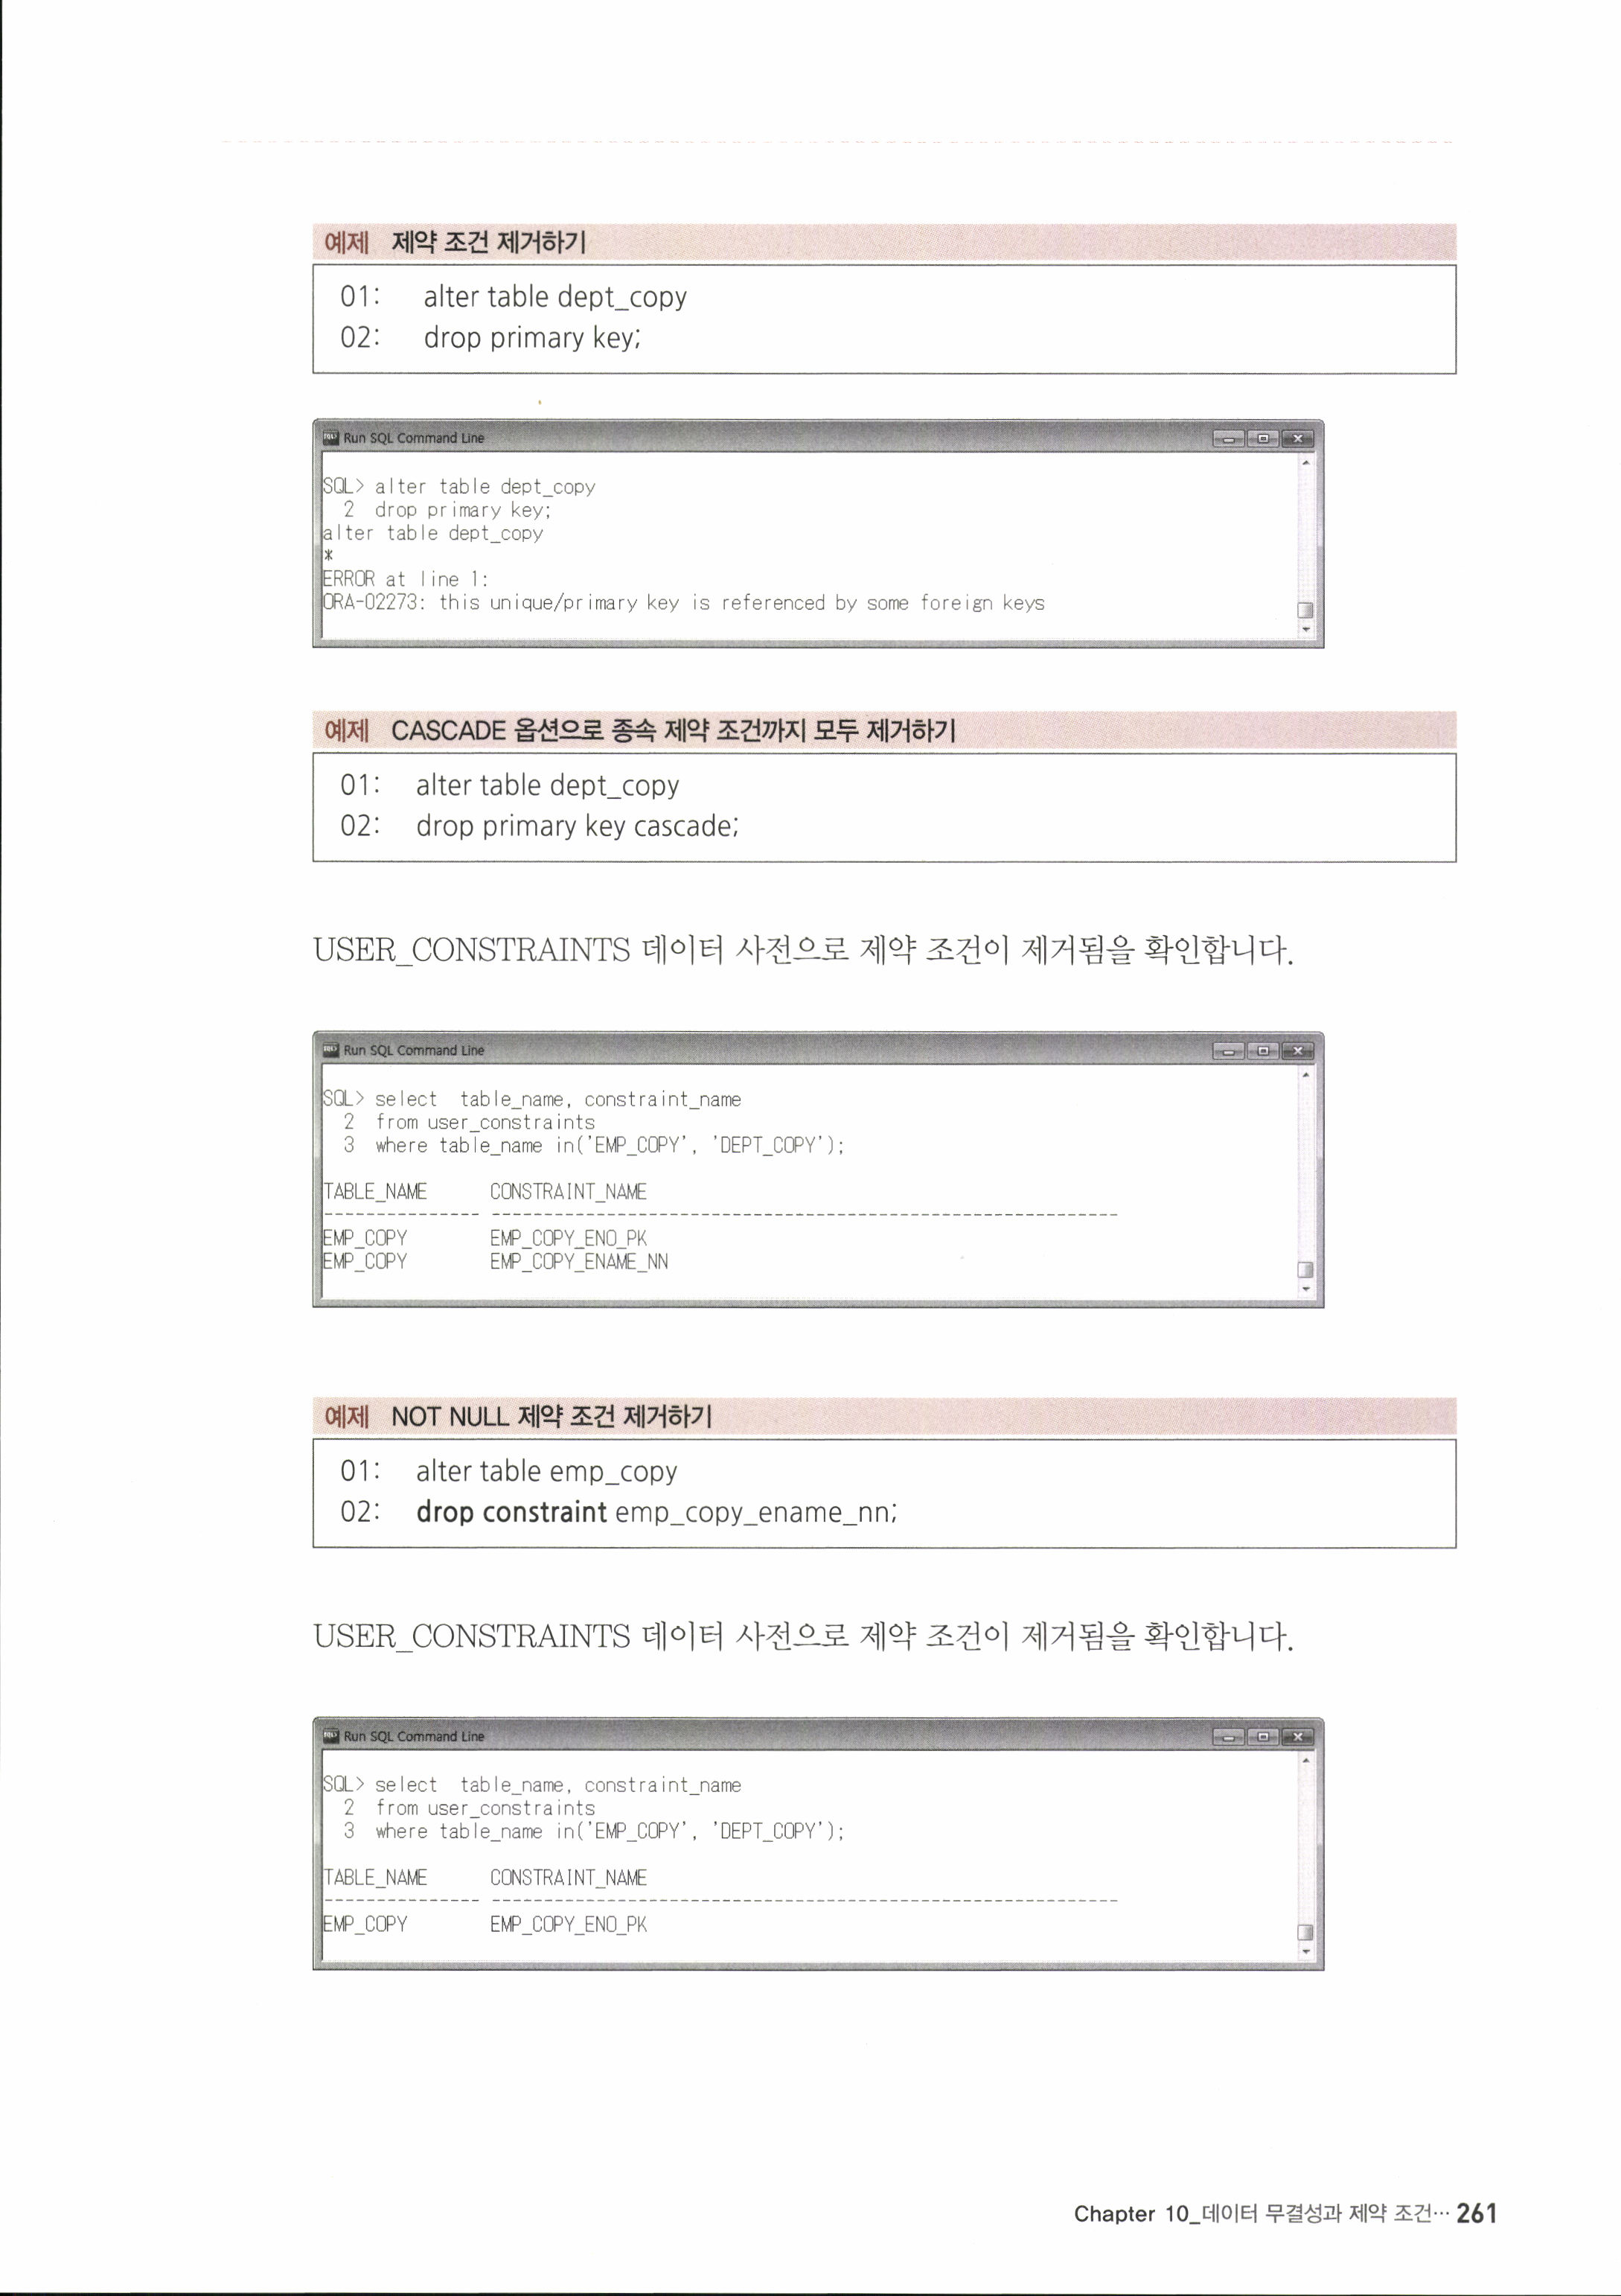 예제 제약 조건 제거하기
01: alter table dept_copy
02: drop primary key;
Run SQL Command Line
SQL> alter table dept_copy
2 drop primary key;
alter table dept_copy
*
ERROR at line 1:
ORA-02273: this unique/primary key is referenced by some foreign keys
예제 CASCADE 옵션으로 종속 제약 조건까지 모두 제거하기
01: alter table dept_copy
02: drop primary key cascade;
USER_CONSTRAINTS 데이터 사전으로 제약 조건이 제거됨을 확인합니다.
Run SQL Command Line
SQL> select table_name, constraint_name
2 from user_constraints
3 where table_name in('EMP_COPY', 'DEPT_COPY');
TABLE_NAME CONSTRAINT_NAME
--------------- ------------------------------------------------------------
EMP_COPY EMP_COPY_ENO_PK
EMP_COPY EMP_COPY_ENAME_NN
예제 NOT NULL 제약 조건 제거하기
01: alter table emp_copy
02: drop constraint emp_copy_ename_nn;
USER_CONSTRAINTS 데이터 사전으로 제약 조건이 제거됨을 확인합니다.
Run SQL Command Line
SQL> select table_name, constraint_name
2 from user_constraints
3 where table_name in('EMP_COPY', 'DEPT_COPY');
TABLE_NAME CONSTRAINT_NAME
--------------- ------------------------------------------------------------
EMP_COPY EMP_COPY_ENO_PK
Chapter 10_데이터 무결성과 제약 조건… 261